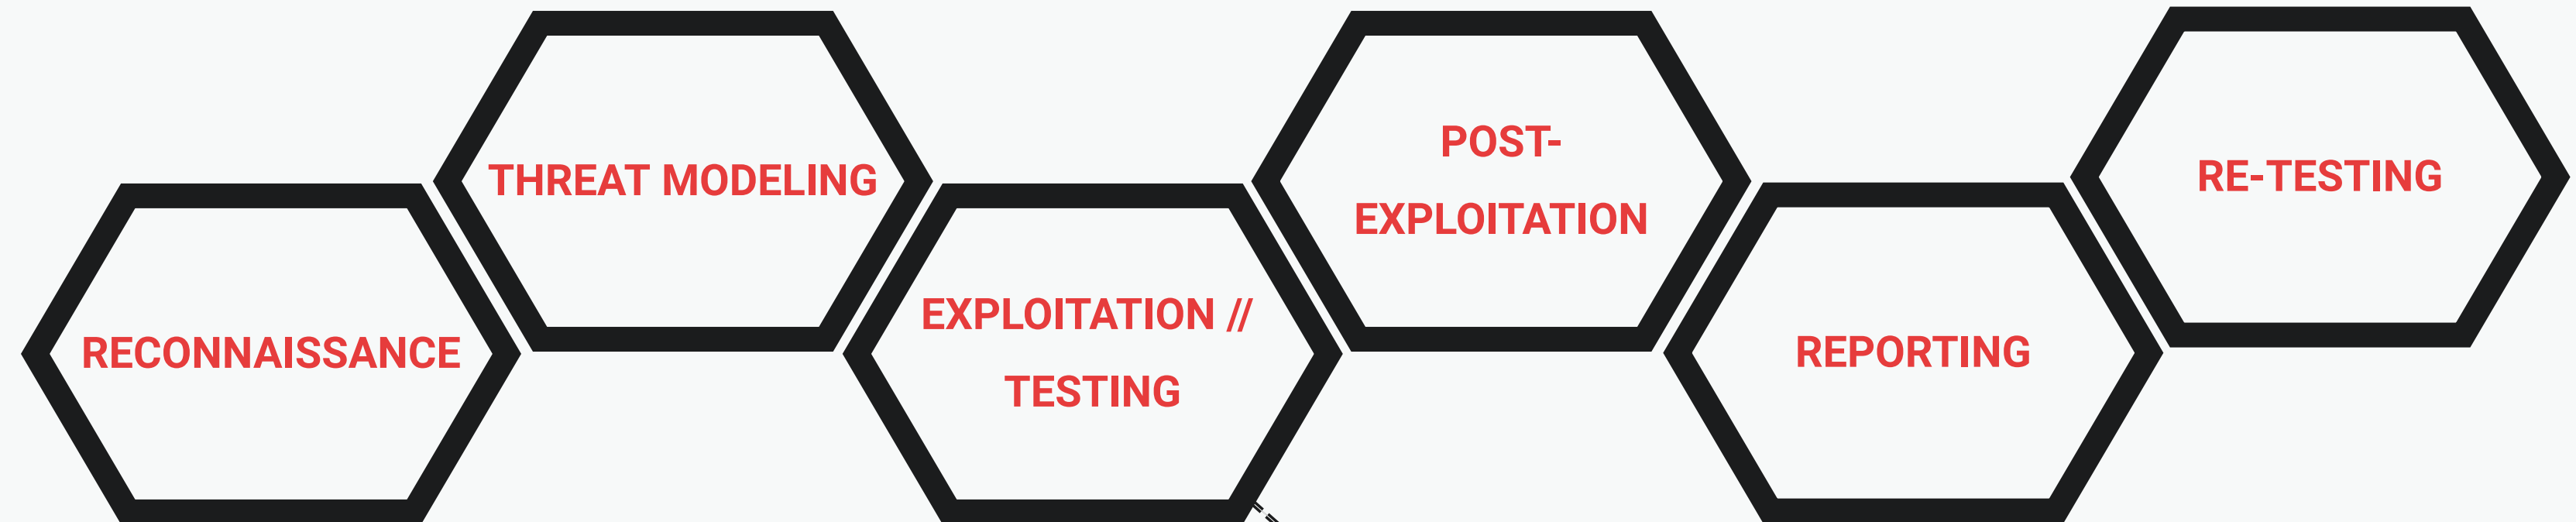 RECONNAISSANCE
THREAT MODELING
EXPLOITATION //
TESTING
POST-
EXPLOITATION
REPORTING
RE-TESTING